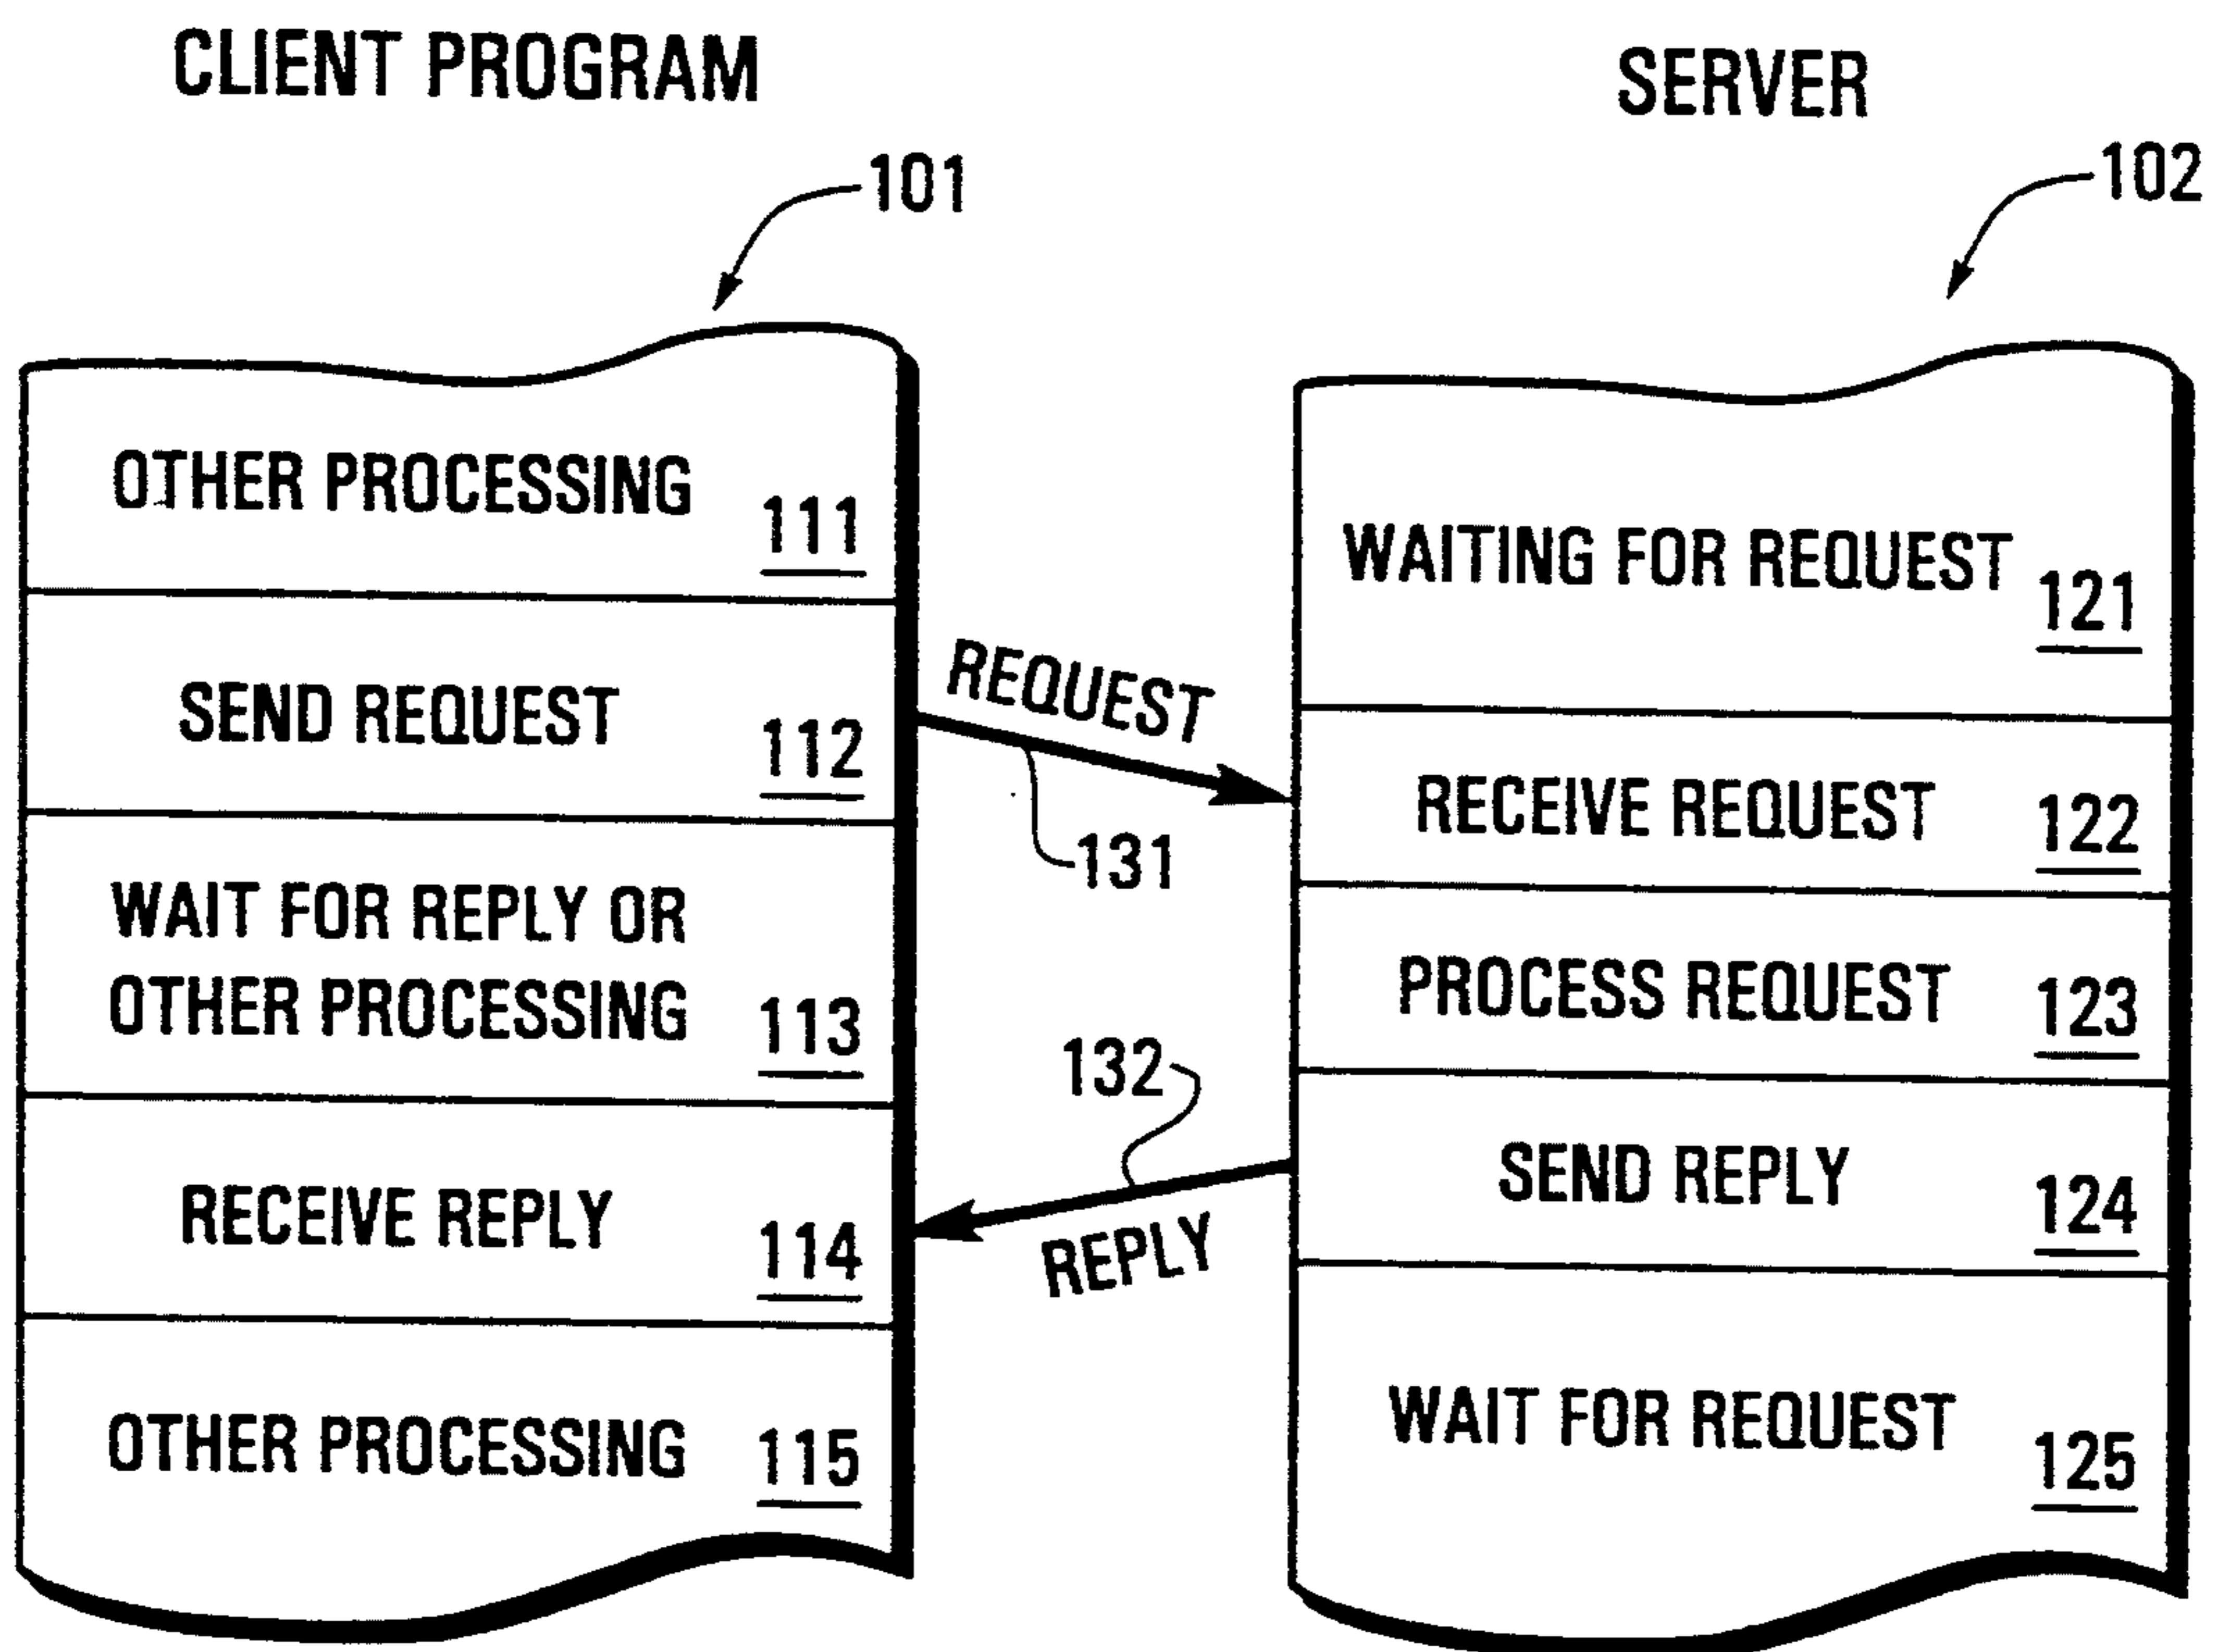 CLIENT PROGRAM
101
OTHER PROCESSING
111
SEND REQUEST
112
WAIT FOR REPLY OR
OTHER PROCESSING
113
RECEIVE REPLY
114
OTHER PROCESSING
115
REQUEST
131
132
REPLY
SERVER
102
WAITING FOR REQUEST
121
RECEIVE REQUEST
122
PROCESS REQUEST
123
SEND REPLY
124
WAIT FOR REQUEST
125